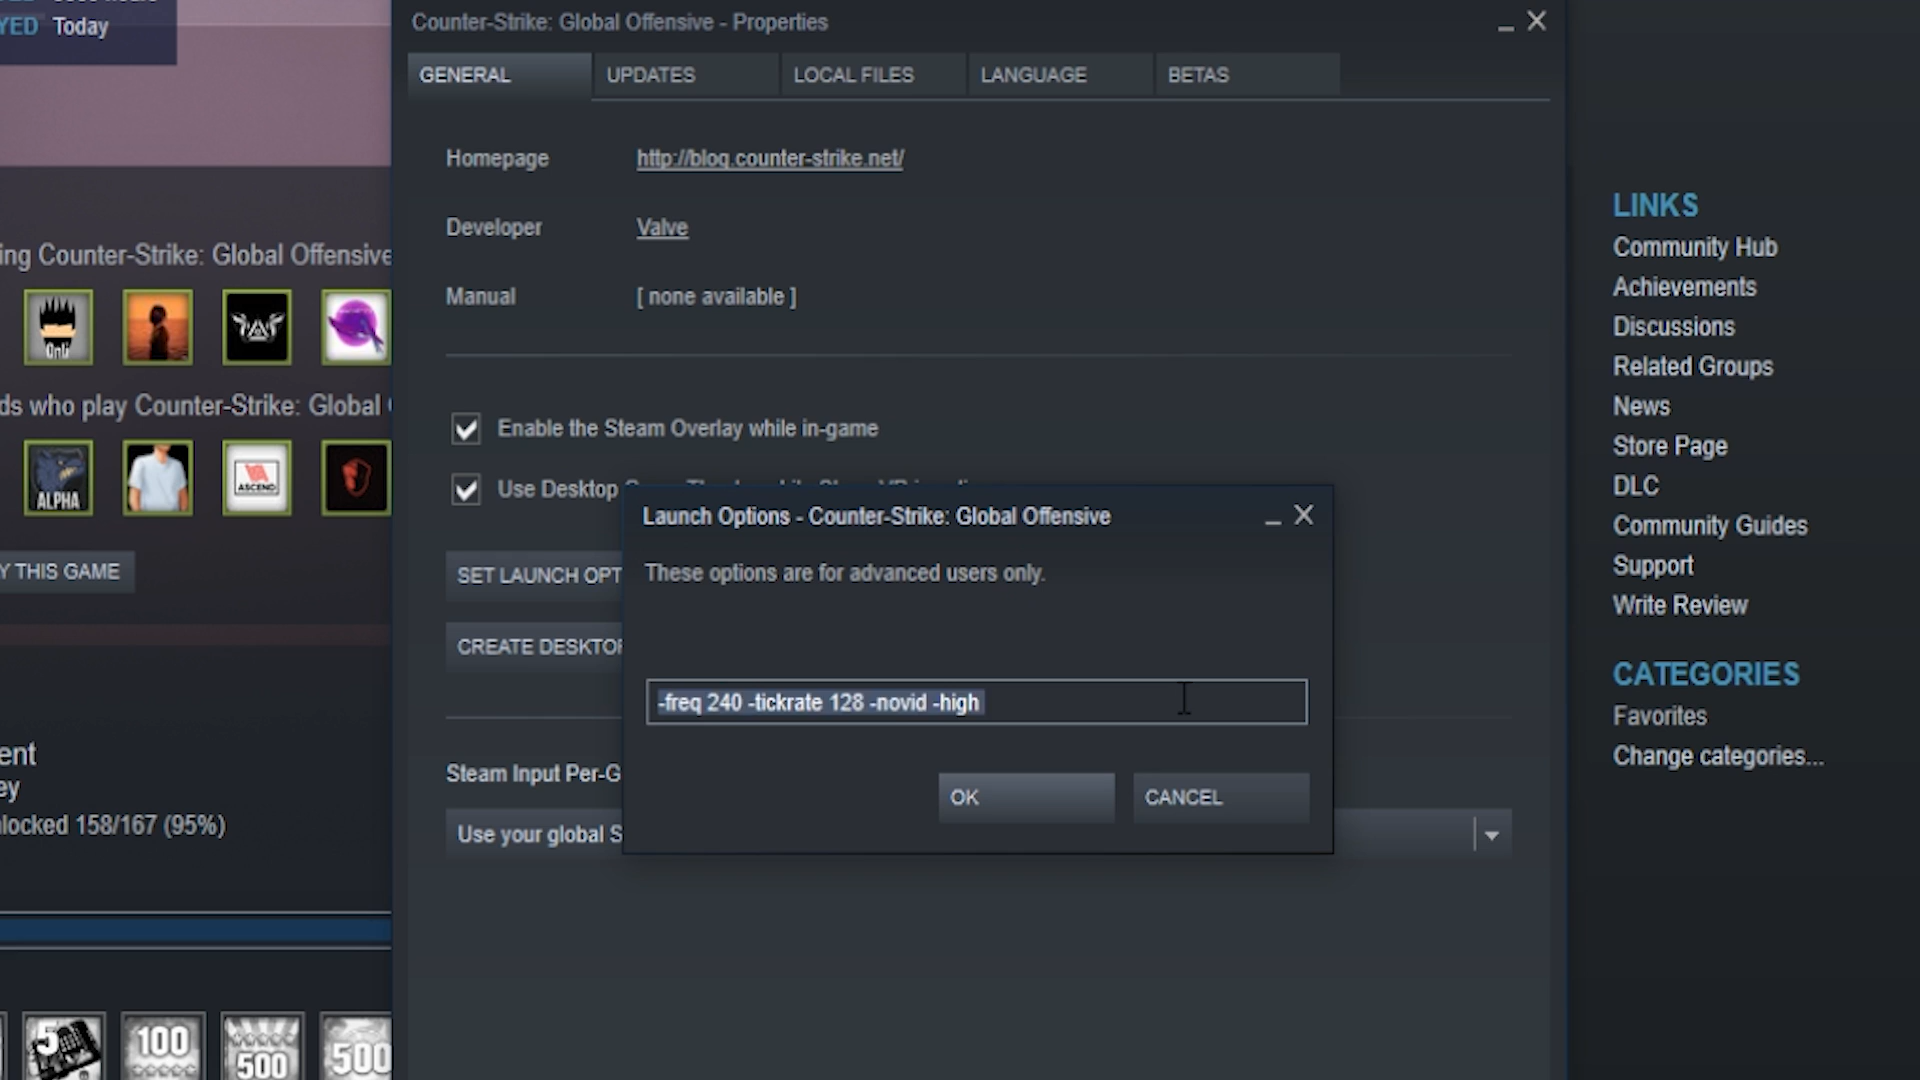 YED Today
Counter-Strike: Global Offensive - Properties
GENERAL
UPDATES
LOCAL FILES
LANGUAGE
BETAS
Homepage
http://blog.counter-strike.net/
Developer
Valve
Manual
[ none available ]
ing Counter-Strike: Global Offensive
Onli
ds who play Counter-Strike: Global
ALPHA
ASCEND
Y THIS GAME
Enable the Steam Overlay while in-game
Use Desktop
SET LAUNCH OPT
CREATE DESKTO
Launch Options - Counter-Strike: Global Offensive
These options are for advanced users only.
-freq 240 -tickrate 128 -novid -high
OK
CANCEL
Steam Input Per-G
Use your global S
ent
ey
locked 158/167 (95%)
5
100
500
500
LINKS
Community Hub
Achievements
Discussions
Related Groups
News
Store Page
DLC
Community Guides
Support
Write Review
CATEGORIES
Favorites
Change categories...